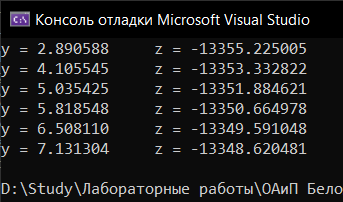 Консоль отладки Microsoft Visual Studio
y = 2.890588 z = -13355.225005
y = 4.105545 z = -13353.332822
y = 5.035425 z = -13351.884621
y = 5.818548 z = -13350.664978
y = 6.508110 z = -13349.591048
y = 7.131304 z = -13348.620481
D:\Study\Лабораторные работы\ОАиП Бело